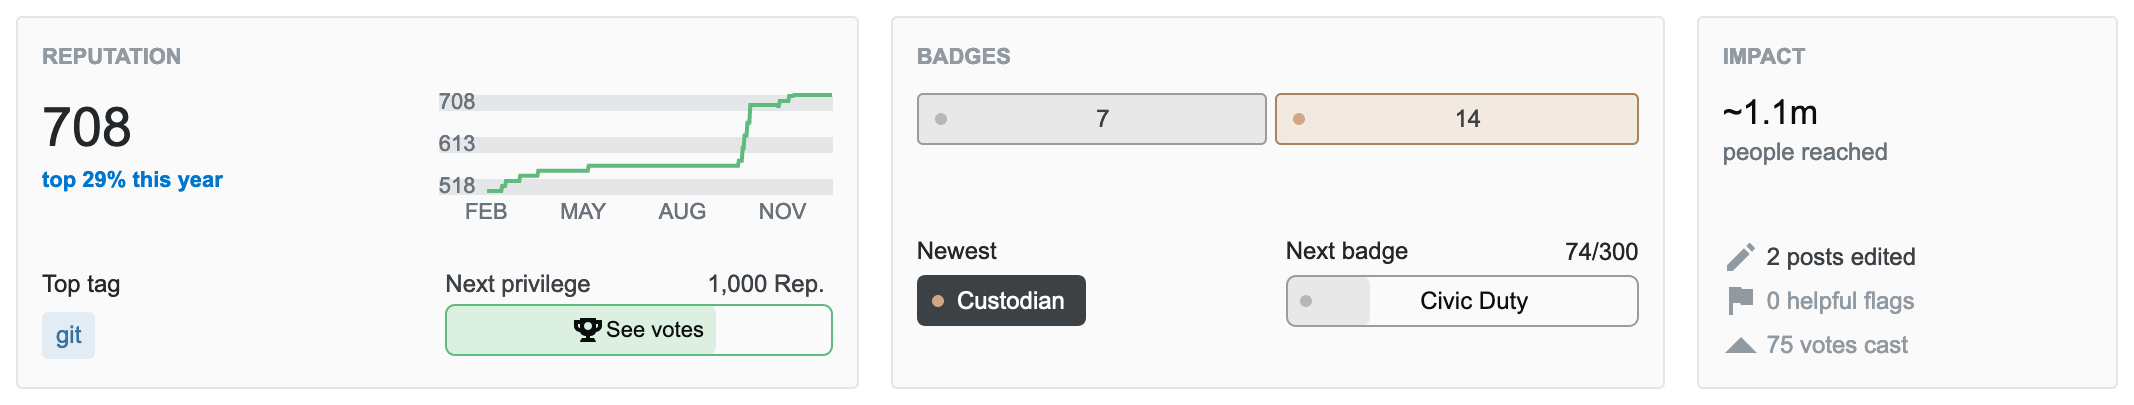 REPUTATION
708
top 29% this year
708
613
518
FEB MAY AUG NOV
Top tag
git
Next privilege 1,000 Rep.
See votes
BADGES
7 14
Newest
Custodian
Next badge 74/300
Civic Duty
IMPACT
~1.1m
people reached
2 posts edited
0 helpful flags
75 votes cast